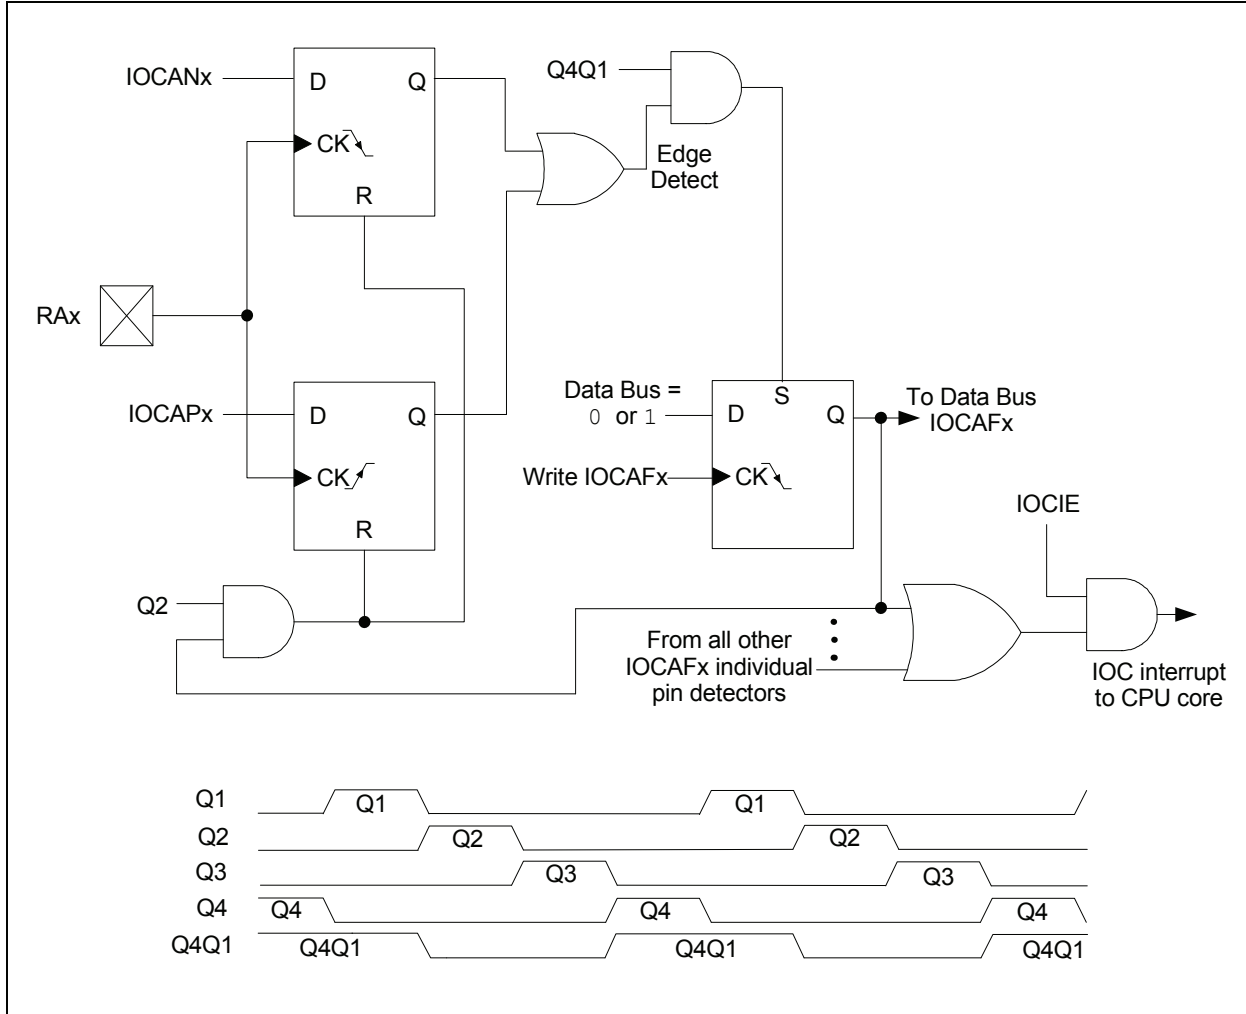 IOCANx
D
Q
CK
R
Q4Q1
Edge
Detect
RAx
IOCAPx
D
Q
CK
R
Data Bus =
0 or 1
S
D
Q
To Data Bus
IOCAFx
Write IOCAFx
CK
IOCIE
Q2
From all other
IOCAFx individual
pin detectors
IOC interrupt
to CPU core
Q1 Q1 Q1
Q2 Q2 Q2
Q3 Q3 Q3
Q4 Q4 Q4 Q4
Q4Q1 Q4Q1 Q4Q1 Q4Q1